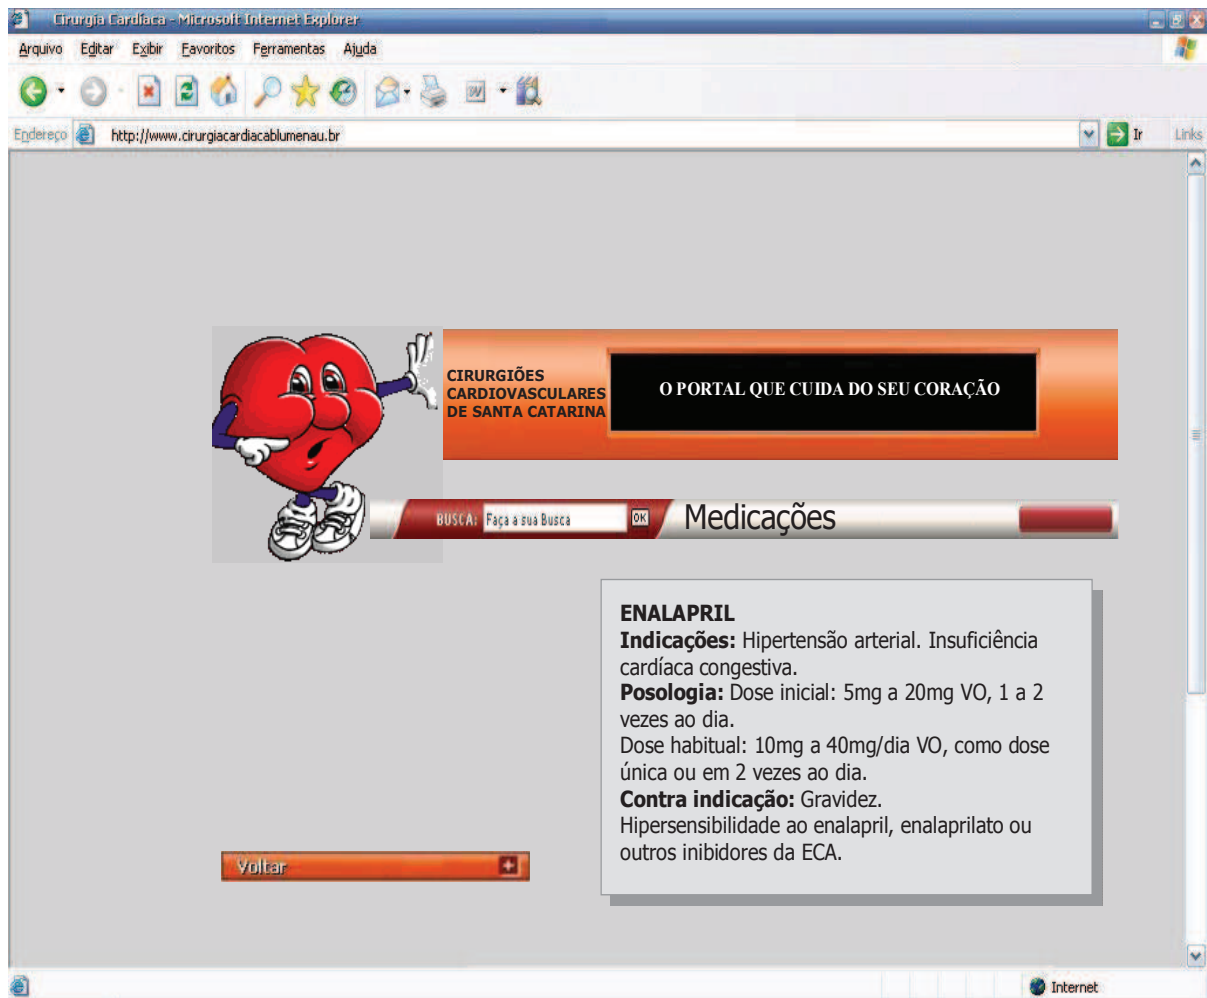 Cirurgia Cardíaca - Microsoft Internet Explorer
Arquivo Editar Exibir Favoritos Ferramentas Ajuda
Endereço http://www.cirurgiacardiacablumenau.br Ir Links
CIRURGIÕES
CARDIOVASCULARES
DE SANTA CATARINA
O PORTAL QUE CUIDA DO SEU CORAÇÃO
BUSCA: Faça a sua Busca OK Medicações
ENALAPRIL
Indicações: Hipertensão arterial. Insuficiência
cardíaca congestiva.
Posologia: Dose inicial: 5mg a 20mg VO, 1 a 2
vezes ao dia.
Dose habitual: 10mg a 40mg/dia VO, como dose
única ou em 2 vezes ao dia.
Contra indicação: Gravidez.
Hipersensibilidade ao enalapril, enalaprilato ou
outros inibidores da ECA.
Voltar
Internet